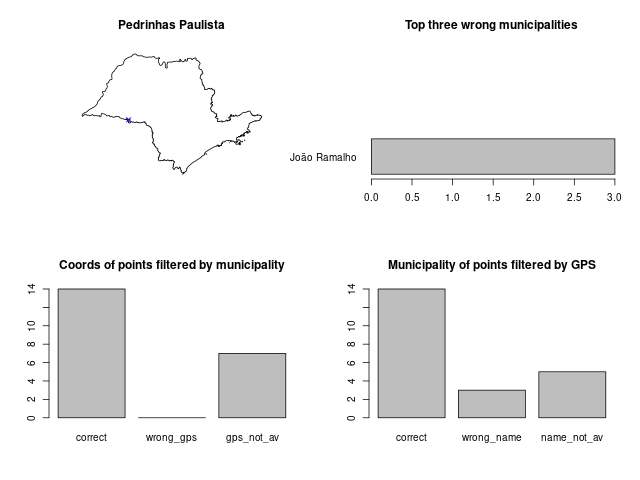 Pedrinhas Paulista
Top three wrong municipalities
João Ramalho
0.0 0.5 1.0 1.5 2.0 2.5 3.0
Coords of points filtered by municipality
14
10
8
6
4
2
0
correct wrong_gps gps_not_av
Municipality of points filtered by GPS
14
10
8
6
4
2
0
correct wrong_name name_not_av